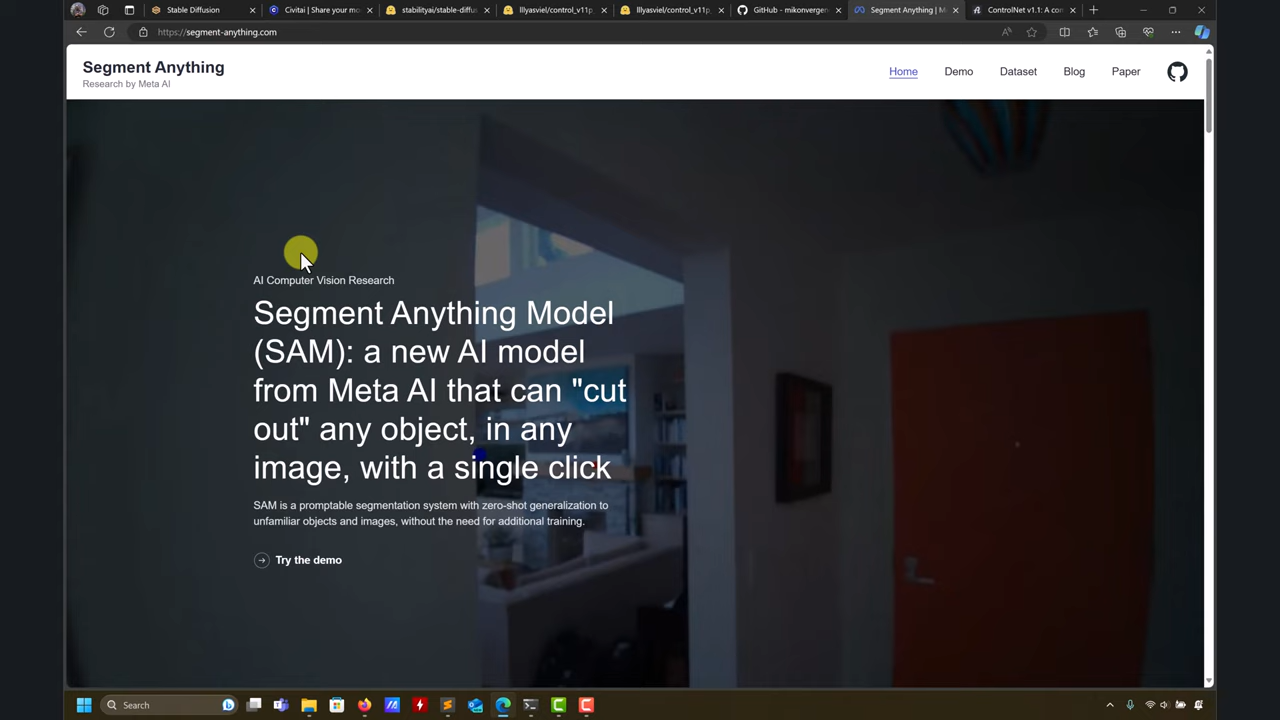 Stable Diffusion
Civitai | Share your mo
stabilityai/stable-diffus
lllyasviel/control_v11p
lllyasviel/control_v11p_
GitHub - mikonvergenc
Segment Anything | M
ControlNet v1.1: A con
https://segment-anything.com
Segment Anything
Research by Meta AI
Home
Demo
Dataset
Blog
Paper
AI Computer Vision Research
Segment Anything Model
(SAM): a new AI model
from Meta AI that can "cut
out" any object, in any
image, with a single click
SAM is a promptable segmentation system with zero-shot generalization to
unfamiliar objects and images, without the need for additional training.
Try the demo
Search